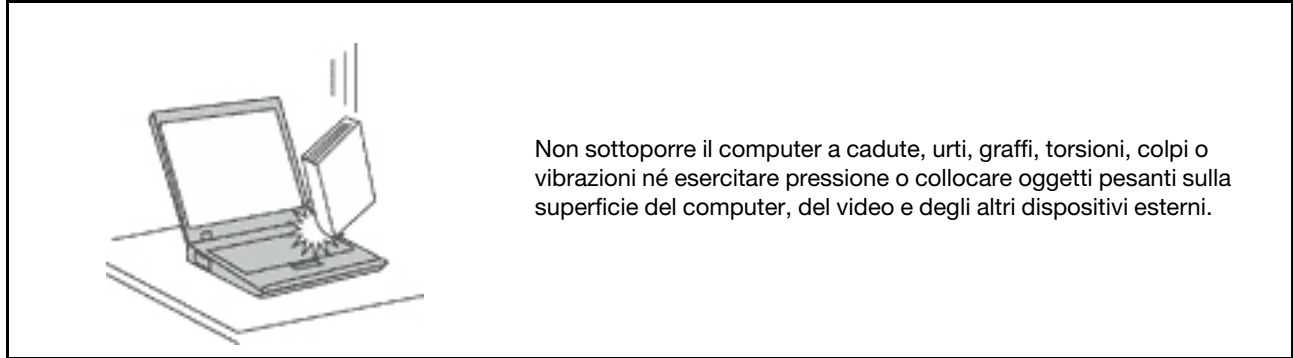 Non sottoporre il computer a cadute, urti, graffi, torsioni, colpi o
vibrazioni né esercitare pressione o collocare oggetti pesanti sulla
superficie del computer, del video e degli altri dispositivi esterni.